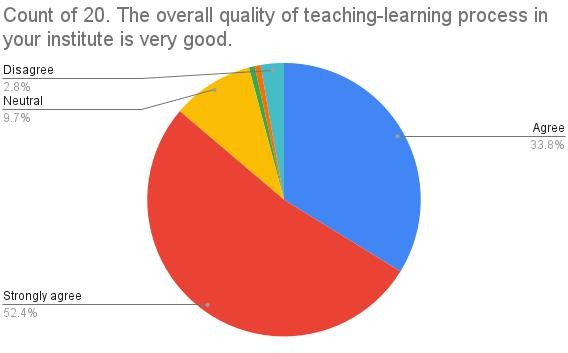 Count of 20. The overall quality of teaching-learning process in
your institute is very good.
Disagree
2.8%
Neutral
9.7%
Agree
33.8%
Strongly agree
52.4%